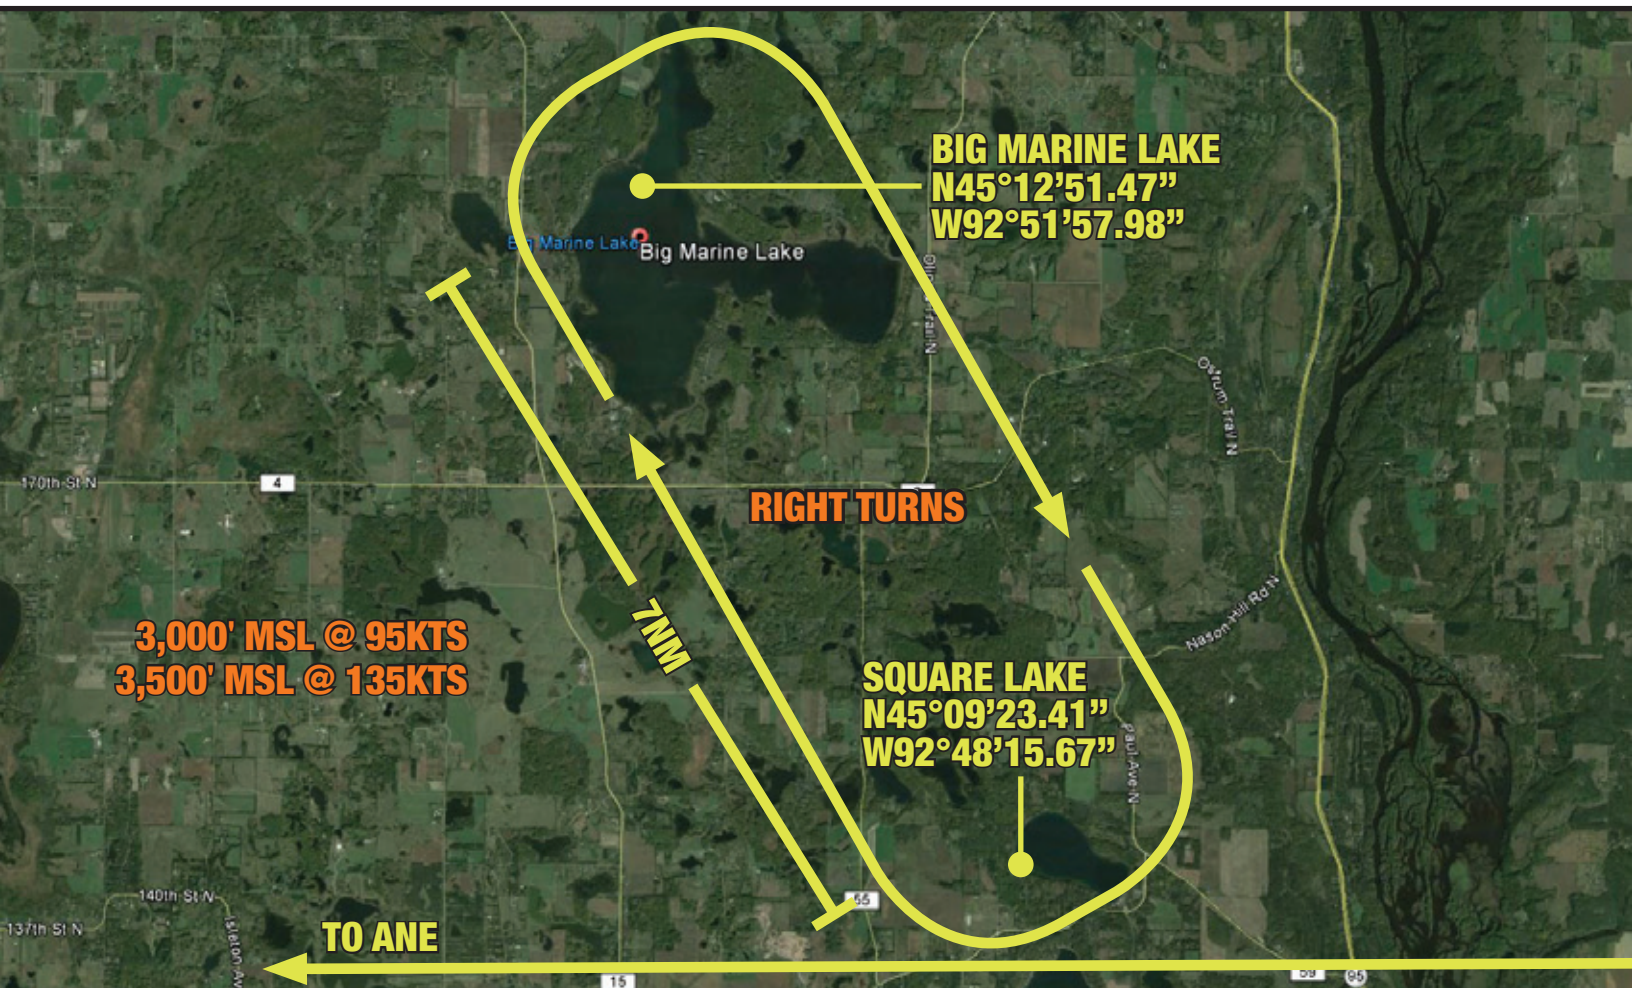 BIG MARINE LAKE
N45°12’51.47”
W92°51’57.98”
Big Marine Lake
Big Marine Lake
Ostrum Trail N
170th St N
4
RIGHT TURNS
Nason Hill Rd N
3,000' MSL @ 95KTS
3,500' MSL @ 135KTS
7NM
SQUARE LAKE
N45°09’23.41”
W92°48’15.67”
Paul Ave N
140th St N
55
137th St N
TO ANE
15
59
95